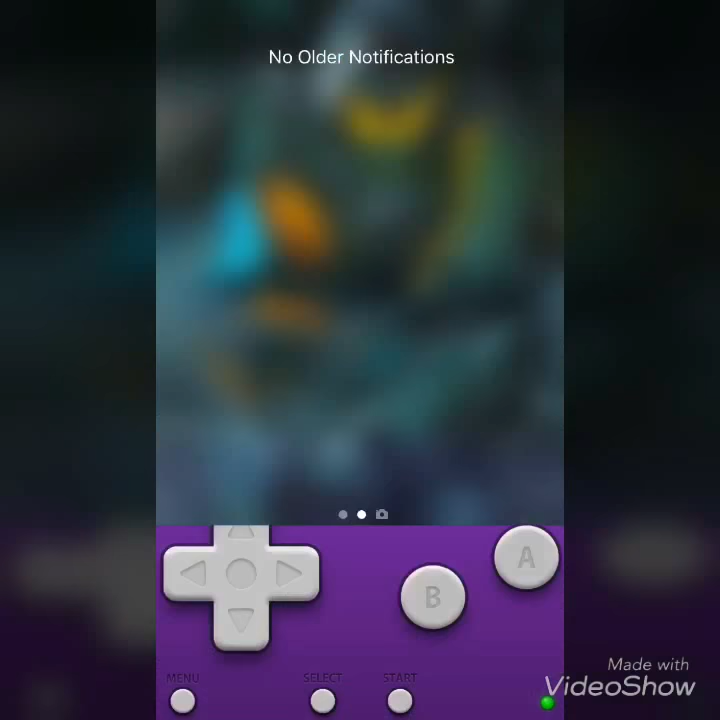 No Older Notifications
A
B
MENU
SELECT
START
Made with
VideoShow